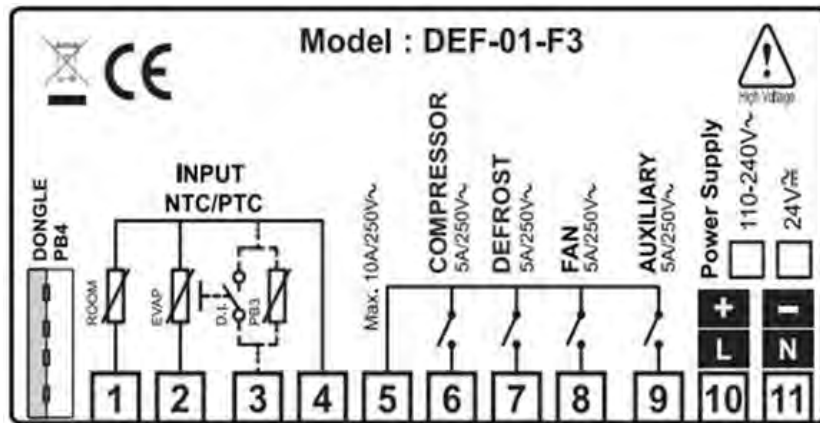 Model : DEF-01-F3
CE
High Voltage
DONGLE
PB4
INPUT
NTC/PTC
ROOM
EVAP
D.I.
PB3
Max. 10A/250V~
COMPRESSOR
5A/250V~
DEFROST
5A/250V~
FAN
5A/250V~
AUXILIARY
5A/250V~
Power Supply
110-240V~
24V≂
+ −
L N
1 2 3 4 5 6 7 8 9 10 11